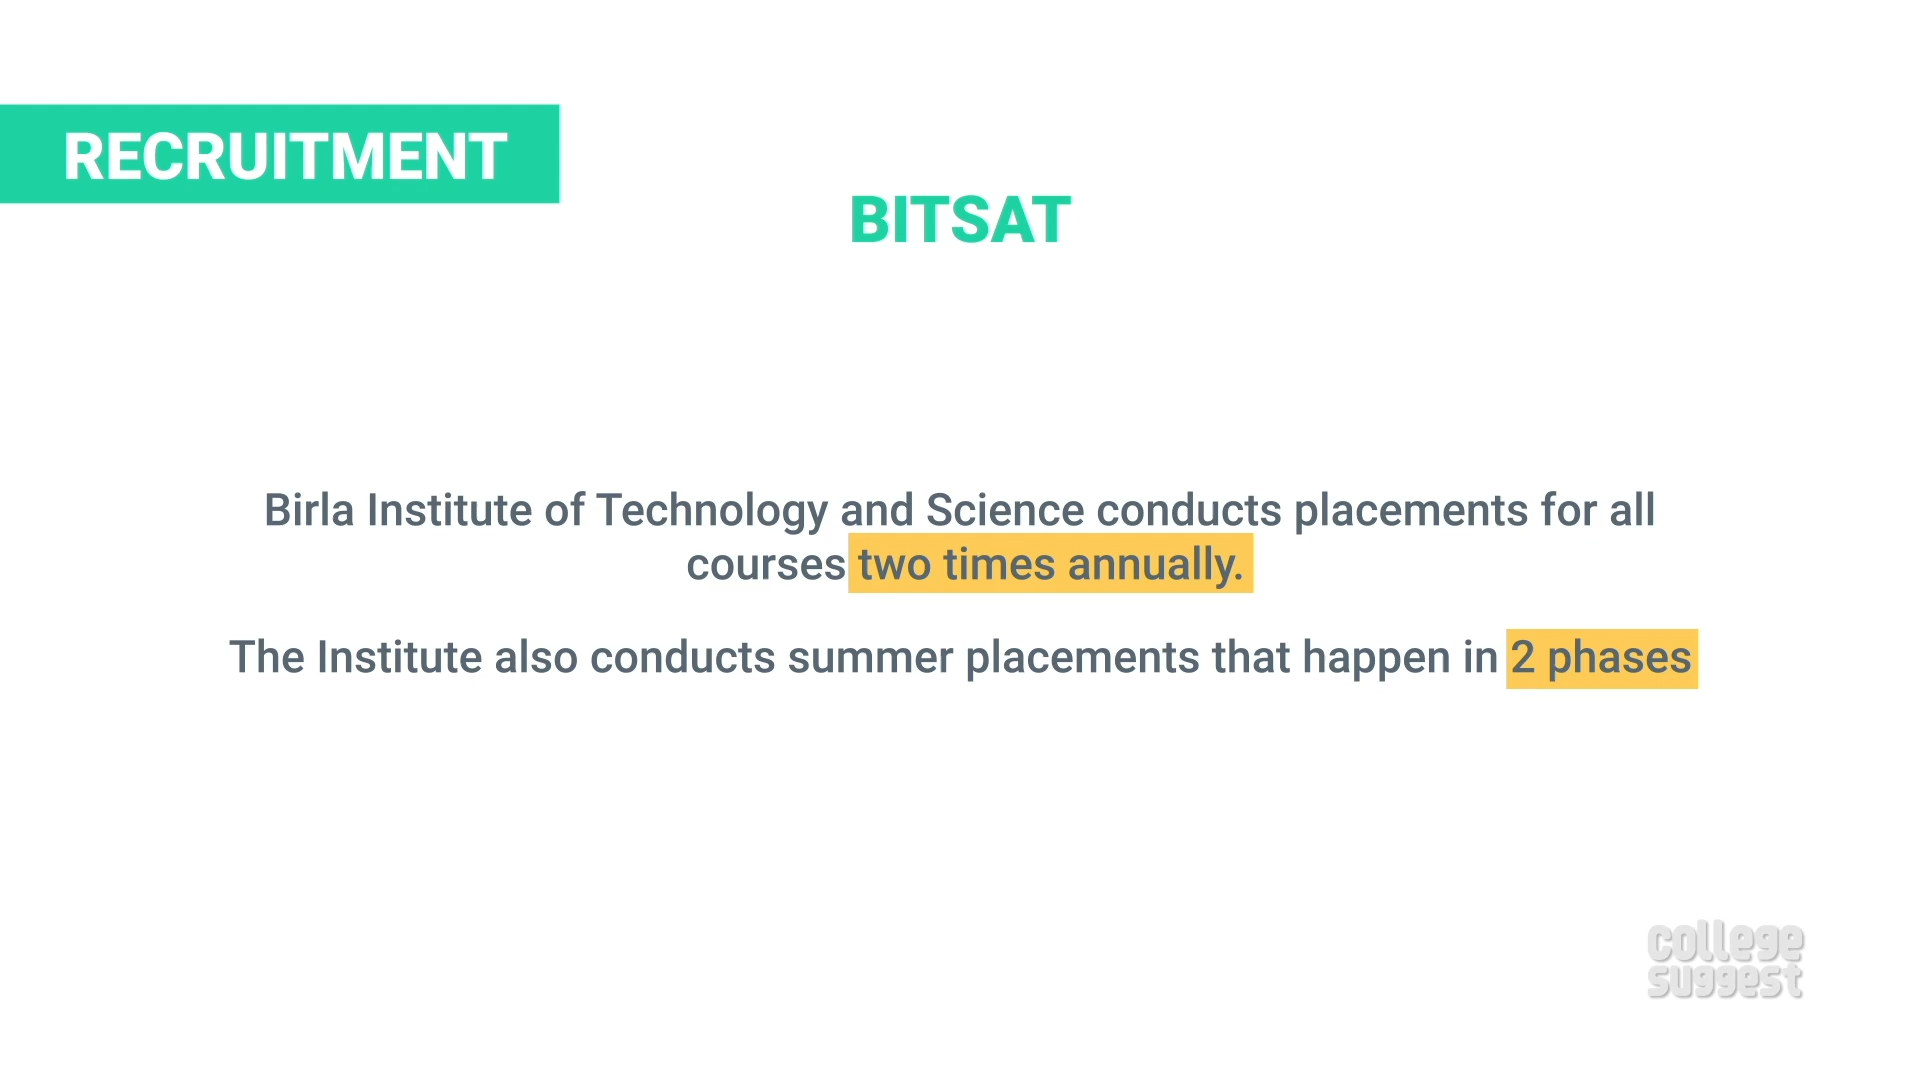 RECRUITMENT
BITSAT
Birla Institute of Technology and Science conducts placements for all
courses two times annually.
The Institute also conducts summer placements that happen in 2 phases
college
suggest